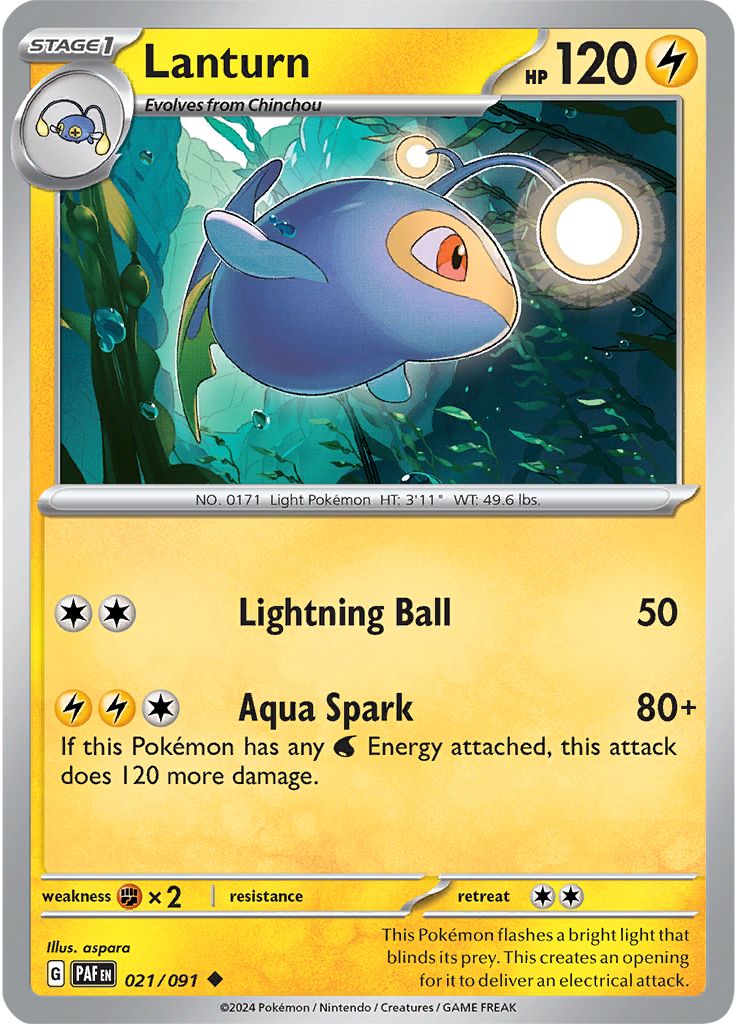 STAGE1
Lanturn
HP 120
Evolves from Chinchou
NO. 0171 Light Pokémon HT: 3'11" WT: 49.6 lbs.
Lightning Ball 50
Aqua Spark 80+
If this Pokémon has any Energy attached, this attack
does 120 more damage.
weakness ×2 resistance retreat
Illus. aspara
This Pokémon flashes a bright light that
blinds its prey. This creates an opening
for it to deliver an electrical attack.
G PAF EN 021/091
©2024 Pokémon / Nintendo / Creatures / GAME FREAK